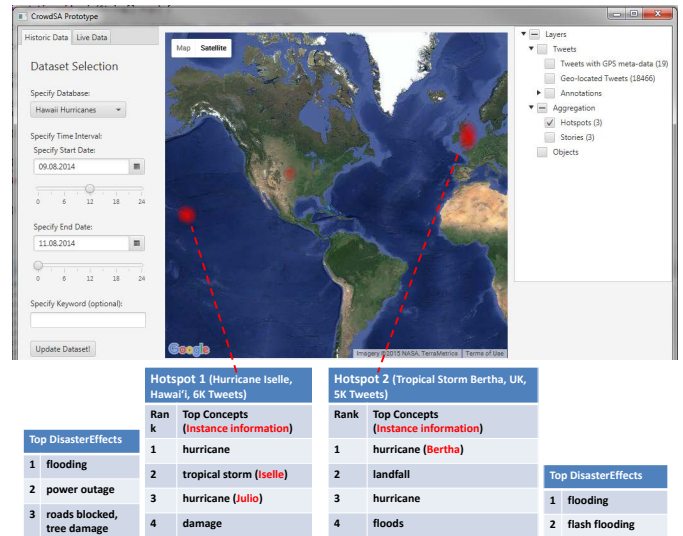 CrowdSA Prototype
Historic Data
Live Data
Dataset Selection
Specify Database:
Hawaii Hurricanes
Specify Time Interval:
Specify Start Date:
09.08.2014
0 6 12 18 24
Specify End Date:
11.08.2014
0 6 12 18 24
Specify Keyword (optional):
Update Dataset!
Map Satellite
Google
Imagery ©2015 NASA, TerraMetrics
Terms of Use
Layers
Tweets
Tweets with GPS meta-data (19)
Geo-located Tweets (18466)
Annotations
Aggregation
Hotspots (3)
Stories (3)
Objects
Top DisasterEffects
1 flooding
2 power outage
3 roads blocked,
tree damage
Hotspot 1 (Hurricane Iselle,
Hawai'i, 6K Tweets)
Ran
k
Top Concepts
(Instance information)
1 hurricane
2 tropical storm (Iselle)
3 hurricane (Julio)
4 damage
Hotspot 2 (Tropical Storm Bertha, UK,
5K Tweets)
Rank Top Concepts
(Instance information)
1 hurricane (Bertha)
2 landfall
3 hurricane
4 floods
Top DisasterEffects
1 flooding
2 flash flooding